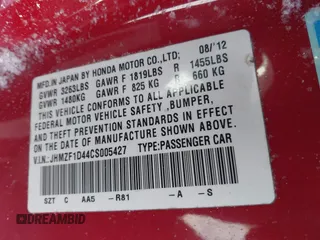 MFD. IN JAPAN BY HONDA MOTOR CO.,LTD; 08/'12
GVWR 3263LBS GAWR F 1819LBS R 1455LBS
GVWR 1480KG GAWR F 825 KG R 660 KG
THIS VEHICLE CONFORMS TO ALL APPLICABLE
FEDERAL MOTOR VEHICLE SAFETY ,BUMPER,
AND THEFT PREVENTION STANDARDS IN EFFECT
ON THE DATE OF MANUFACTURE SHOWN ABOVE.
V.I.N:JHMZF1D44CS005427 TYPE:PASSENGER CAR
SZT C AA5 -R81 -A -S
DREAMBID